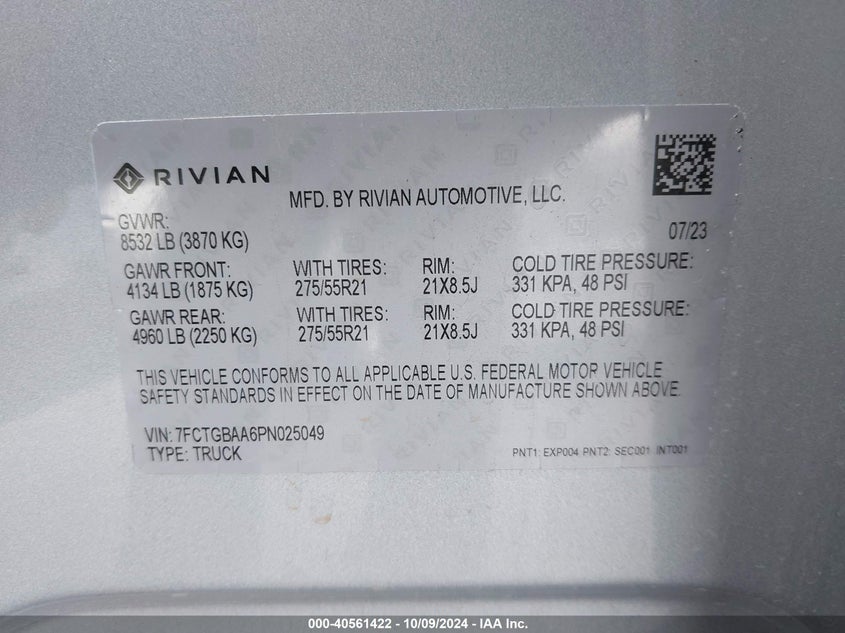 RIVIAN
MFD. BY RIVIAN AUTOMOTIVE, LLC.
GVWR:
8532 LB (3870 KG)
07/23
GAWR FRONT: WITH TIRES: RIM: COLD TIRE PRESSURE:
4134 LB (1875 KG) 275/55R21 21X8.5J 331 KPA, 48 PSI
GAWR REAR: WITH TIRES: RIM: COLD TIRE PRESSURE:
4960 LB (2250 KG) 275/55R21 21X8.5J 331 KPA, 48 PSI
THIS VEHICLE CONFORMS TO ALL APPLICABLE U.S. FEDERAL MOTOR VEHICLE
SAFETY STANDARDS IN EFFECT ON THE DATE OF MANUFACTURE SHOWN ABOVE.
VIN: 7FCTGBAA6PN025049
TYPE: TRUCK
PNT1: EXP004 PNT2: SEC001 INT001
000-40561422 - 10/09/2024 - IAA Inc.